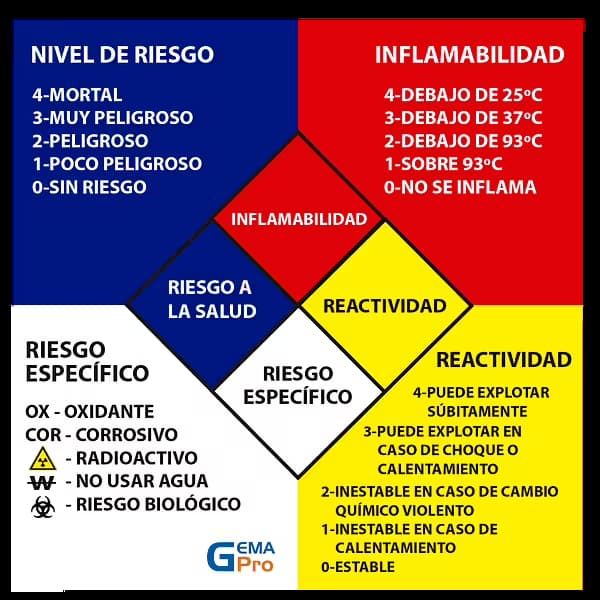 NIVEL DE RIESGO
4-MORTAL
3-MUY PELIGROSO
2-PELIGROSO
1-POCO PELIGROSO
0-SIN RIESGO
INFLAMABILIDAD
4-DEBAJO DE 25ºC
3-DEBAJO DE 37ºC
2-DEBAJO DE 93ºC
1-SOBRE 93ºC
0-NO SE INFLAMA
INFLAMABILIDAD
RIESGO A
LA SALUD
REACTIVIDAD
RIESGO
ESPECÍFICO
RIESGO
ESPECÍFICO
OX - OXIDANTE
COR - CORROSIVO
- RADIOACTIVO
W - NO USAR AGUA
- RIESGO BIOLÓGICO
REACTIVIDAD
4-PUEDE EXPLOTAR
SÚBITAMENTE
3-PUEDE EXPLOTAR EN
CASO DE CHOQUE O
CALENTAMIENTO
2-INESTABLE EN CASO DE CAMBIO
QUÍMICO VIOLENTO
1-INESTABLE EN CASO DE
CALENTAMIENTO
0-ESTABLE
GEMA
Pro